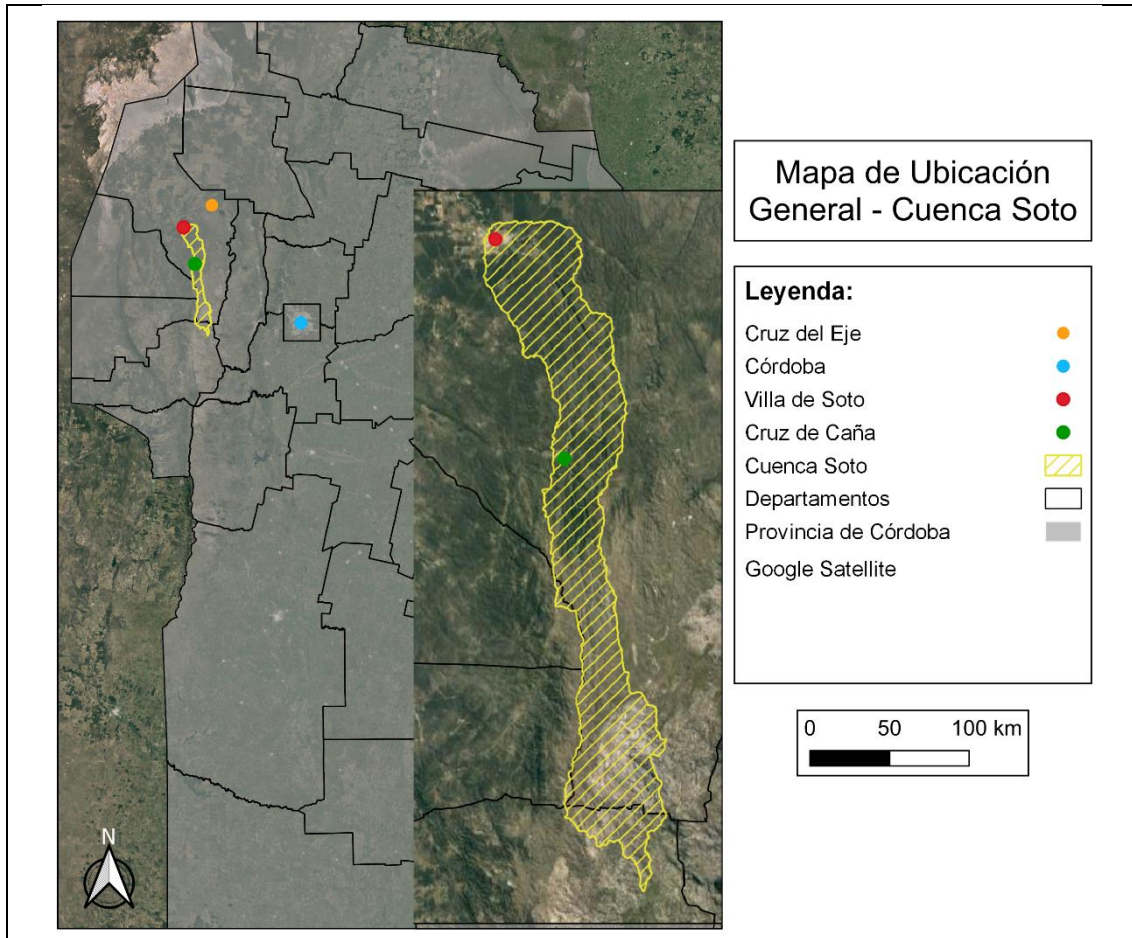 Mapa de Ubicación
General - Cuenca Soto
Leyenda:
Cruz del Eje
Córdoba
Villa de Soto
Cruz de Caña
Cuenca Soto
Departamentos
Provincia de Córdoba
Google Satellite
0 50 100 km
N